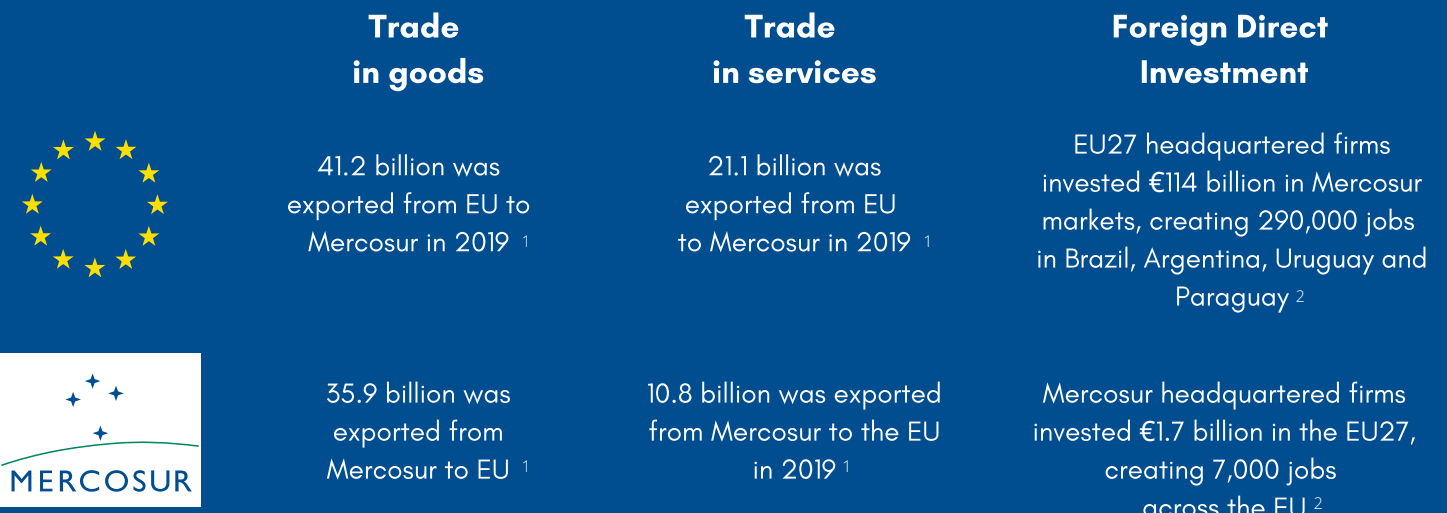 Trade
in goods
Trade
in services
Foreign Direct
Investment
41.2 billion was
exported from EU to
Mercosur in 2019 1
21.1 billion was
exported from EU
to Mercosur in 2019 1
EU27 headquartered firms
invested €114 billion in Mercosur
markets, creating 290,000 jobs
in Brazil, Argentina, Uruguay and
Paraguay 2
MERCOSUR
35.9 billion was
exported from
Mercosur to EU 1
10.8 billion was exported
from Mercosur to the EU
in 2019 1
Mercosur headquartered firms
invested €1.7 billion in the EU27,
creating 7,000 jobs
across the EU 2